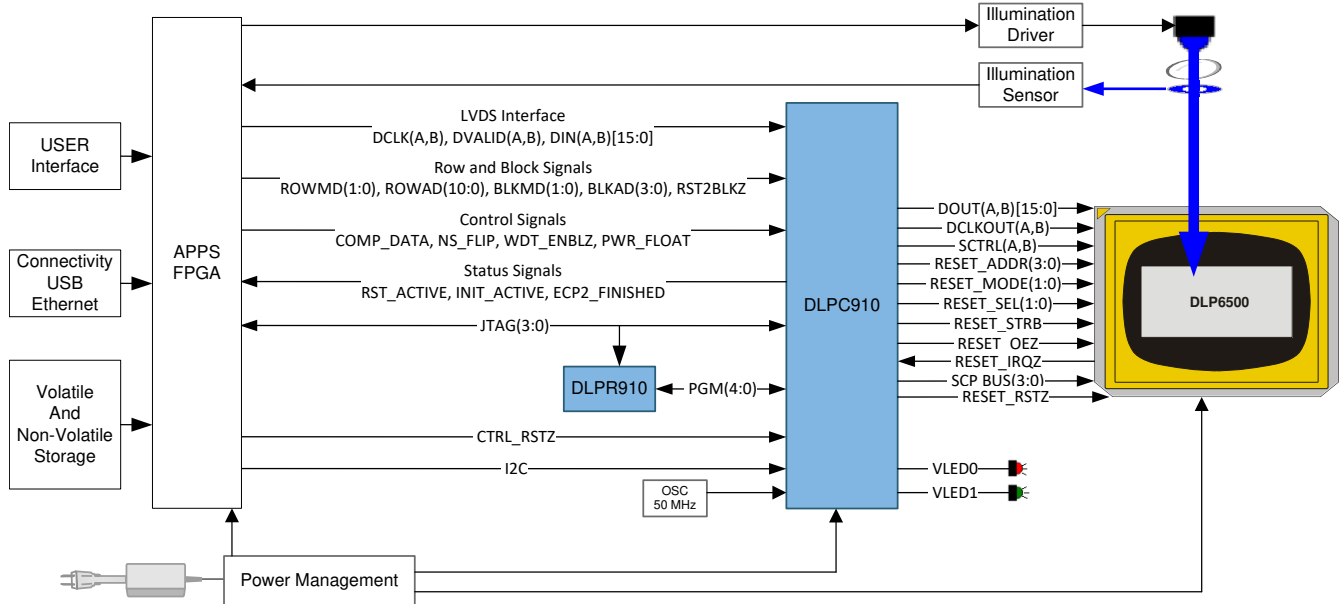 Illumination
Driver
Illumination
Sensor
USER
Interface
Connectivity
USB
Ethernet
Volatile
And
Non-Volatile
Storage
APPS
FPGA
LVDS Interface
DCLK(A,B), DVALID(A,B), DIN(A,B)[15:0]
Row and Block Signals
ROWMD(1:0), ROWAD(10:0), BLKMD(1:0), BLKAD(3:0), RST2BLKZ
Control Signals
COMP_DATA, NS_FLIP, WDT_ENBLZ, PWR_FLOAT
Status Signals
RST_ACTIVE, INIT_ACTIVE, ECP2_FINISHED
JTAG(3:0)
DLPR910
PGM(4:0)
CTRL_RSTZ
I2C
OSC
50 MHz
DLPC910
DOUT(A,B)[15:0]
DCLKOUT(A,B)
SCTRL(A,B)
RESET_ADDR(3:0)
RESET_MODE(1:0)
RESET_SEL(1:0)
RESET_STRB
RESET_OEZ
RESET_IRQZ
SCP BUS(3:0)
RESET_RSTZ
VLED0
VLED1
DLP6500
Power Management